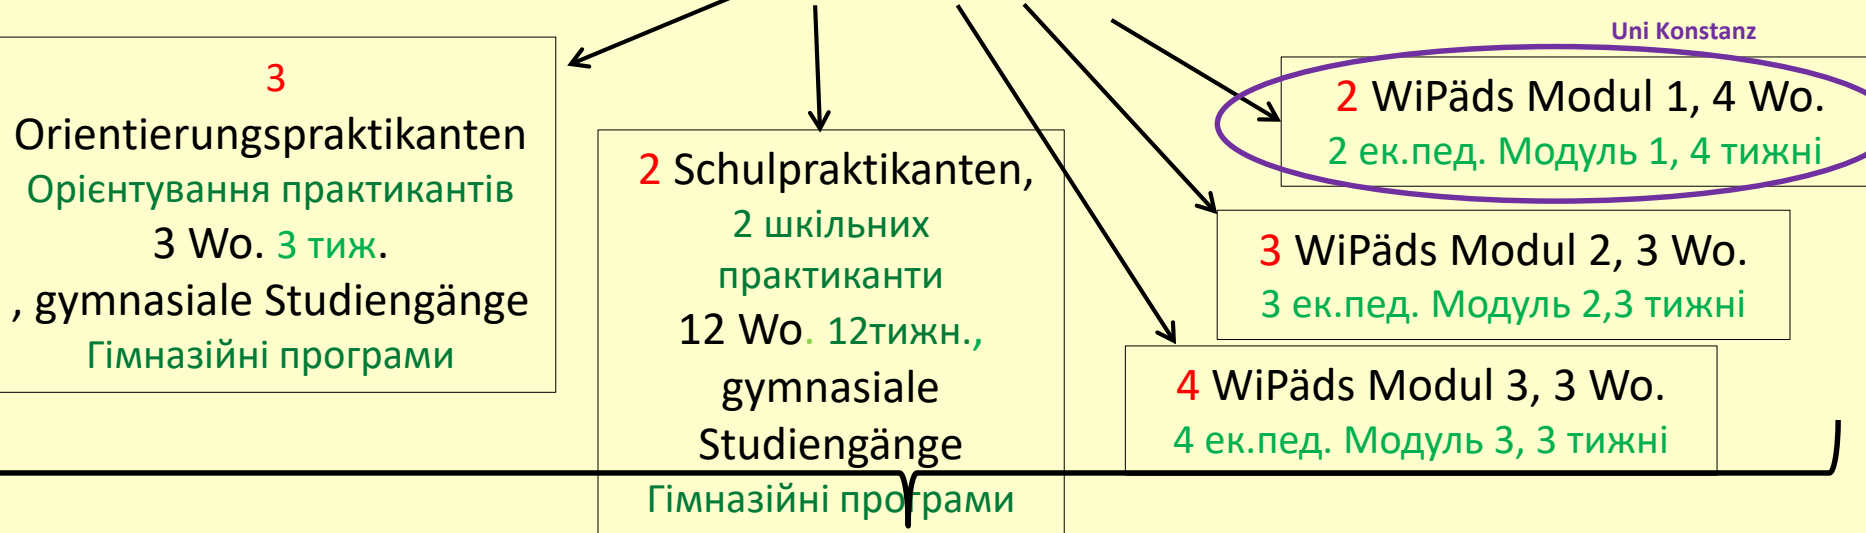 3
Orientierungspraktikanten
Орієнтування практикантів
3 Wo. 3 тиж.
, gymnasiale Studiengänge
Гімназійні програми
2 Schulpraktikanten,
2 шкільних
практиканти
12 Wo. 12тижн.,
gymnasiale
Studiengänge
Гімназійні програми
Uni Konstanz
2 WiPäds Modul 1, 4 Wo.
2 ек.пед. Модуль 1, 4 тижні
3 WiPäds Modul 2, 3 Wo.
3 ек.пед. Модуль 2,3 тижні
4 WiPäds Modul 3, 3 Wo.
4 ек.пед. Модуль 3, 3 тижні